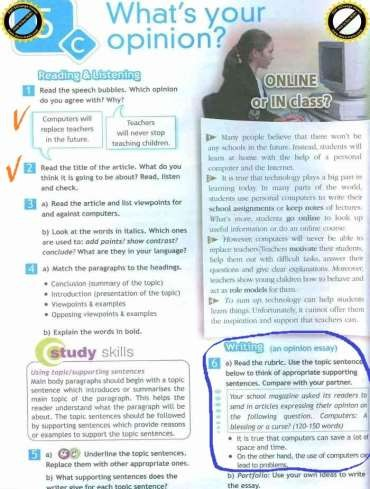 5
C
What's your
opinion?
Reading & Listening
1 Read the speech bubbles. Which opinion
do you agree with? Why?
Computers will
replace teachers
in the future.
Teachers
will never stop
teaching children.
2 Read the title of the article. What do you
think it is going to be about? Read, listen
and check.
3 a) Read the article and list viewpoints for
and against computers.
b) Look at the words in italics. Which ones
are used to: add points? show contrast?
conclude? What are they in your language?
4 a) Match the paragraphs to the headings.
• Conclusion (summary of the topic)
• Introduction (presentation of the topic)
• Viewpoints & examples
• Opposing viewpoints & examples
b) Explain the words in bold.
study skills
Using topic/supporting sentences
Main body paragraphs should begin with a topic
sentence which introduces or summarises the
main topic of the paragraph. This helps the
reader understand what the paragraph will be
about. The topic sentences should be followed
by supporting sentences which provide reasons
or examples to support the topic sentences.
5 a) Underline the topic sentences.
Replace them with other appropriate ones.
b) What supporting sentences does the
writer give for each topic sentence?
ONLINE
or IN class?
Many people believe that there won't be
any schools in the future. Instead, students will
learn at home with the help of a personal
computer and the Internet.
It is true that technology plays a big part in
learning today. In many parts of the world,
students use personal computers to write their
school assignments or keep notes of lectures.
What's more, students go online to look up
useful information or do an online course.
However, computers will never be able to
replace teachers. Teachers motivate their students,
help them out with difficult tasks, answer their
questions and give clear explanations. Moreover,
teachers show young children how to behave and
act as role models for them.
To sum up, technology can help students
learn things. Unfortunately, it cannot offer them
the inspiration and support that teachers can.
Writing (an opinion essay)
6 a) Read the rubric. Use the topic sentences
below to think of appropriate supporting
sentences. Compare with your partner.
Your school magazine asked its readers to
send in articles expressing their opinion on
the following question. Computers: A
blessing or a curse? (120-150 words)
• It is true that computers can save a lot of
space and time.
• On the other hand, the use of computers can
lead to problems.
b) Portfolio: Use your own ideas to write
the essay.